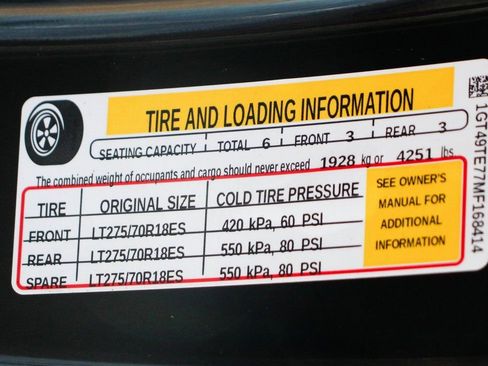 TIRE AND LOADING INFORMATION
SEATING CAPACITY TOTAL 6 FRONT 3 REAR 3
The combined weight of occupants and cargo should never exceed 1928 kg or 4251 lbs
TIRE ORIGINAL SIZE COLD TIRE PRESSURE
FRONT LT275/70R18ES 420 kPa, 60 PSI
REAR LT275/70R18ES 550 kPa, 80 PSI
SPARE LT275/70R18ES 550 kPa, 80 PSI
SEE OWNER'S
MANUAL FOR
ADDITIONAL
INFORMATION
1GT49TE77MF168414